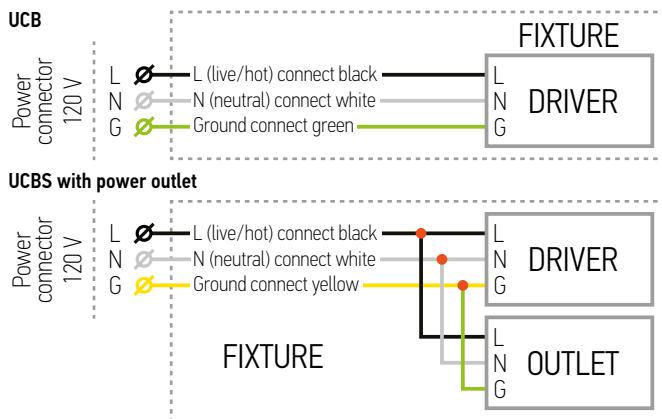 UCB
FIXTURE
Power
connector
120 V
L L (live/hot) connect black L
N N (neutral) connect white N
G Ground connect green G
DRIVER
UCBS with power outlet
Power
connector
120 V
L L (live/hot) connect black L
N N (neutral) connect white N
G Ground connect yellow G
DRIVER
FIXTURE
L
N
G
OUTLET